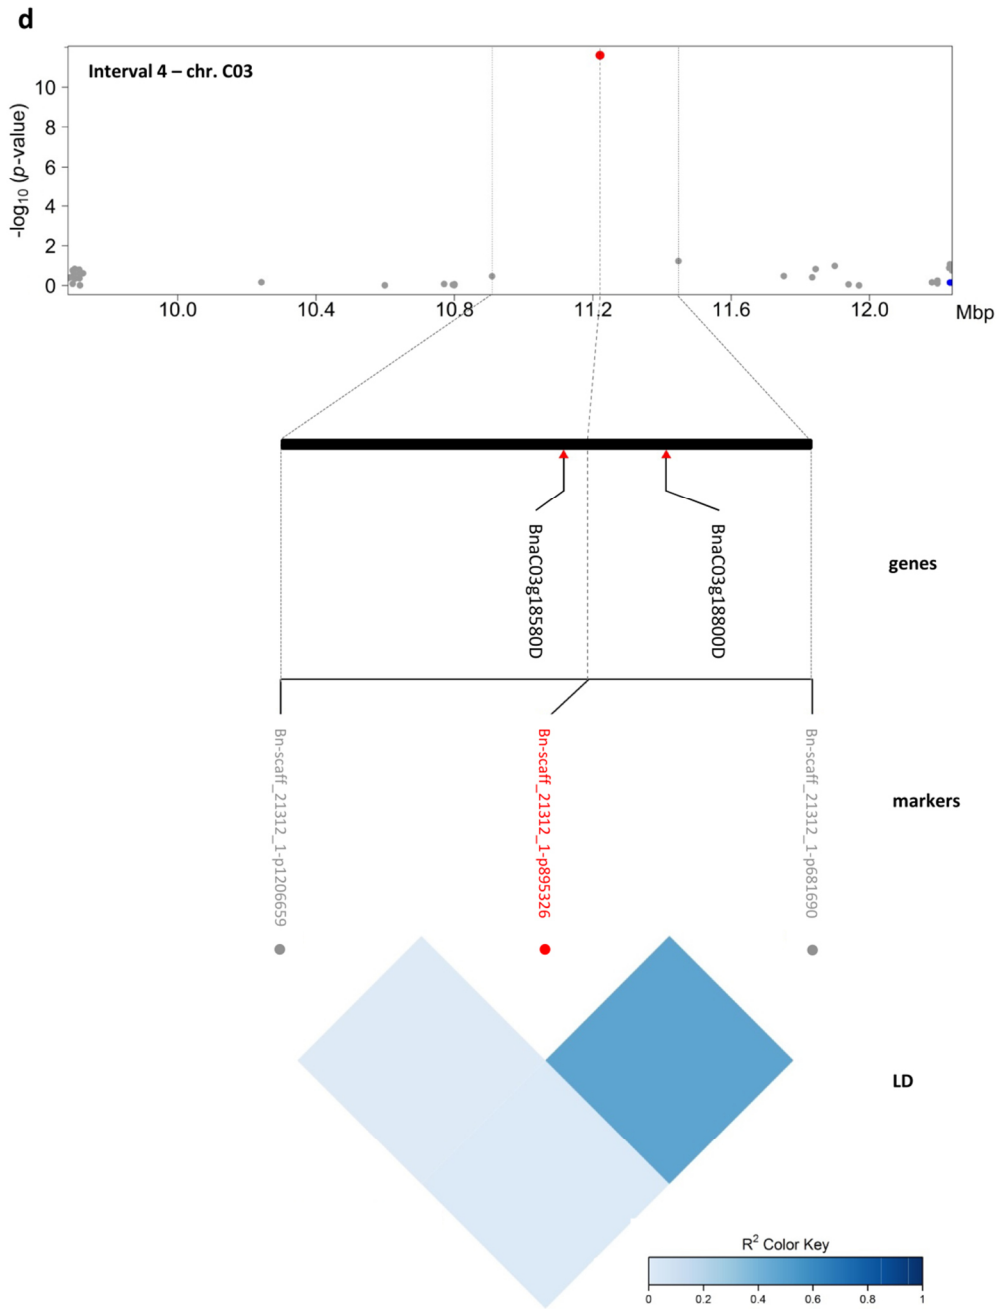 d
Interval 4 – chr. C03
-log10 (p-value)
10
8
6
4
2
0
10.0 10.4 10.8 11.2 11.6 12.0 Mbp
BnaC03g18580D
BnaC03g18800D
genes
Bn-scaff_21312_1-p1206659
Bn-scaff_21312_1-p895326
Bn-scaff_21312_1-p681690
markers
LD
R2 Color Key
0 0.2 0.4 0.6 0.8 1